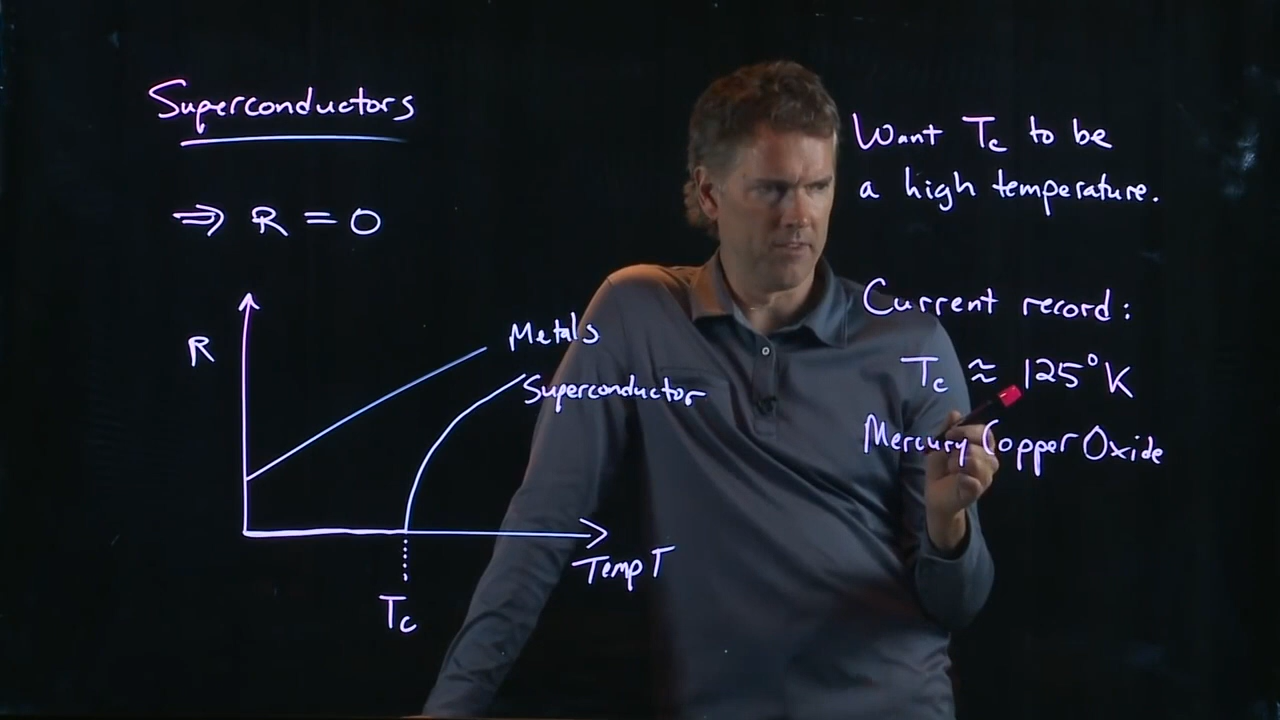 Superconductors
⇒ R = 0
R
Metals
Superconductor
Temp T
Tc
Want Tc to be
a high temperature.
Current record:
Tc ≈ 125°K
Mercury Copper Oxide